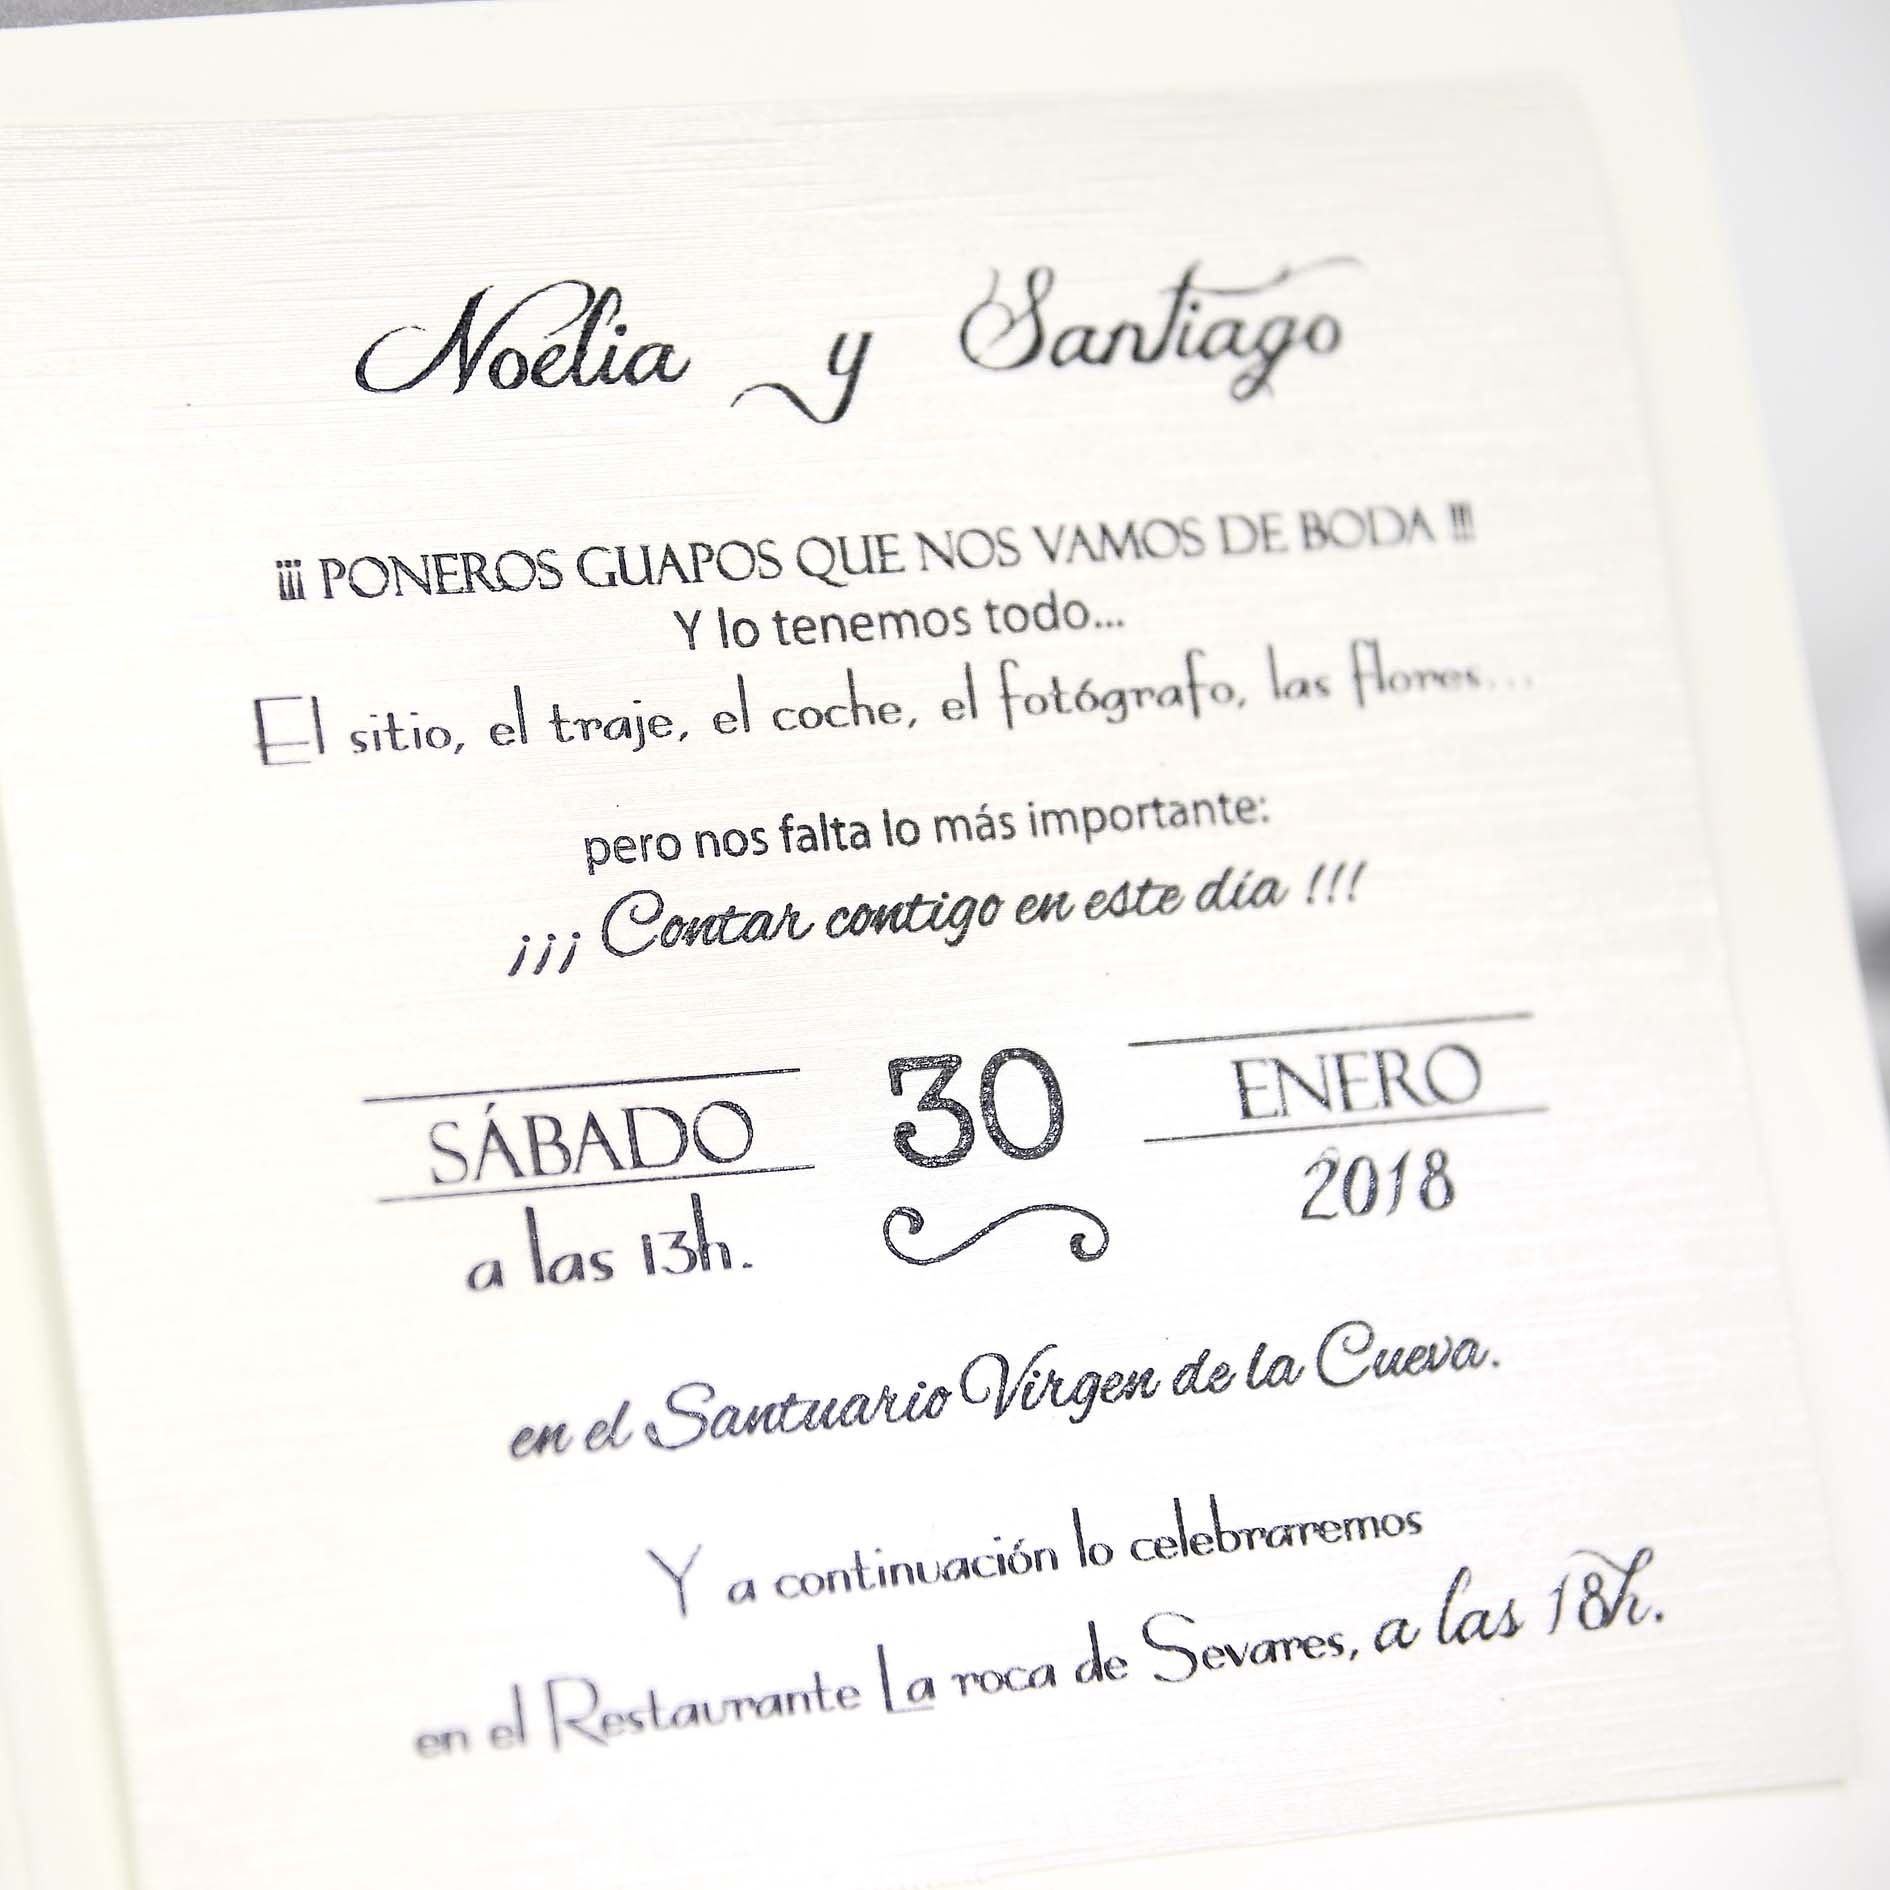 Noelia y Santiago
¡¡¡ PONEROS GUAPOS QUE NOS VAMOS DE BODA !!!
Y lo tenemos todo...
El sitio, el traje, el coche, el fotógrafo, las flores...
pero nos falta lo más importante:
¡¡¡ Contar contigo en este día !!!
SÁBADO 30 ENERO
a las 13h. 2018
en el Santuario Virgen de la Cueva.
Y a continuación lo celebraremos
en el Restaurante La roca de Sevares, a las 18h.